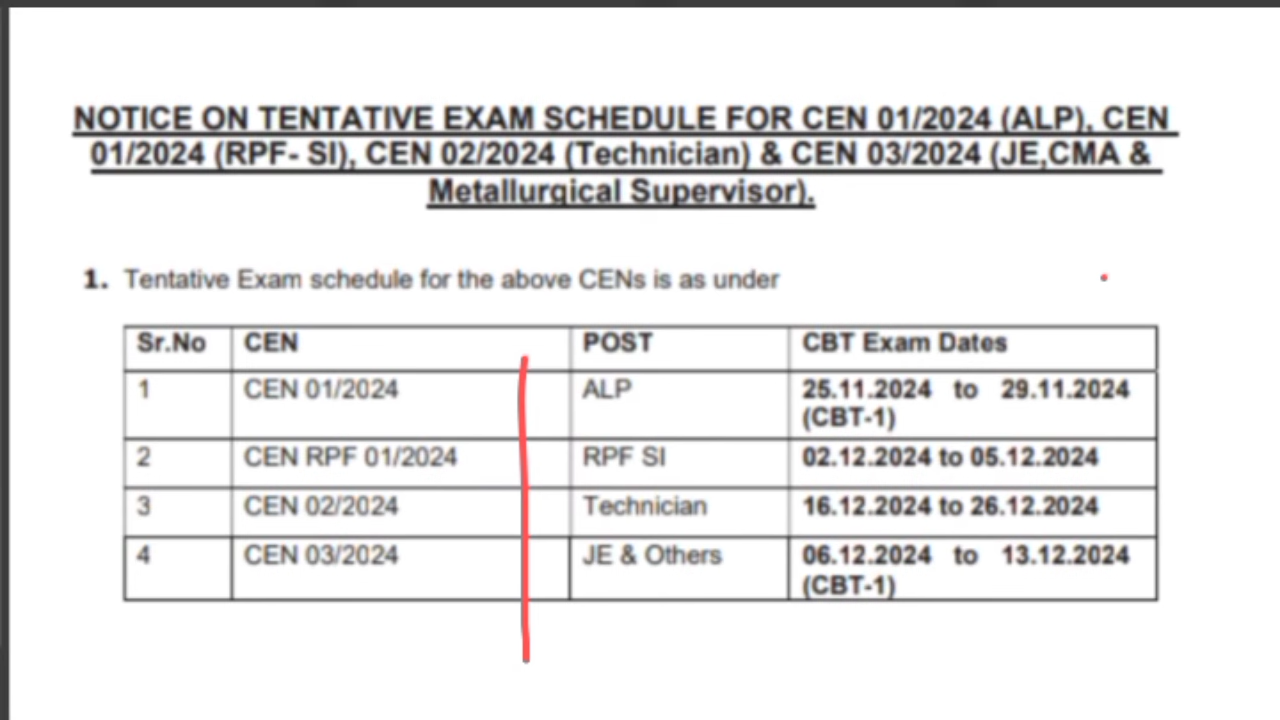 NOTICE ON TENTATIVE EXAM SCHEDULE FOR CEN 01/2024 (ALP), CEN
01/2024 (RPF- SI), CEN 02/2024 (Technician) & CEN 03/2024 (JE,CMA &
Metallurgical Supervisor).
1. Tentative Exam schedule for the above CENs is as under
Sr.No CEN POST CBT Exam Dates
1 CEN 01/2024 ALP 25.11.2024 to 29.11.2024
(CBT-1)
2 CEN RPF 01/2024 RPF SI 02.12.2024 to 05.12.2024
3 CEN 02/2024 Technician 16.12.2024 to 26.12.2024
4 CEN 03/2024 JE & Others 06.12.2024 to 13.12.2024
(CBT-1)